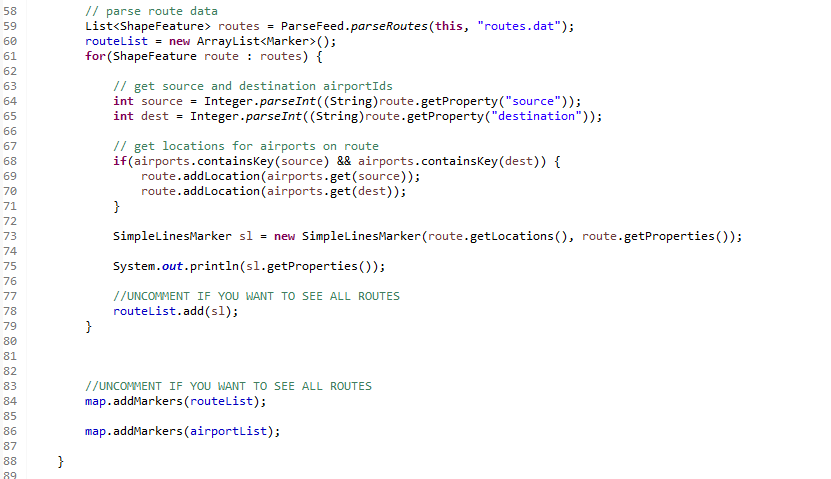 58 // parse route data
59 List<ShapeFeature> routes = ParseFeed.parseRoutes(this, "routes.dat");
60 routeList = new ArrayList<Marker>();
61 for(ShapeFeature route : routes) {
62
63 // get source and destination airportIds
64 int source = Integer.parseInt((String)route.getProperty("source"));
65 int dest = Integer.parseInt((String)route.getProperty("destination"));
66
67 // get locations for airports on route
68 if(airports.containsKey(source) && airports.containsKey(dest)) {
69 route.addLocation(airports.get(source));
70 route.addLocation(airports.get(dest));
71 }
72
73 SimpleLinesMarker sl = new SimpleLinesMarker(route.getLocations(), route.getProperties());
74
75 System.out.println(sl.getProperties());
76
77 //UNCOMMENT IF YOU WANT TO SEE ALL ROUTES
78 routeList.add(sl);
79 }
80
81
82
83 //UNCOMMENT IF YOU WANT TO SEE ALL ROUTES
84 map.addMarkers(routeList);
85
86 map.addMarkers(airportList);
87
88 }
89